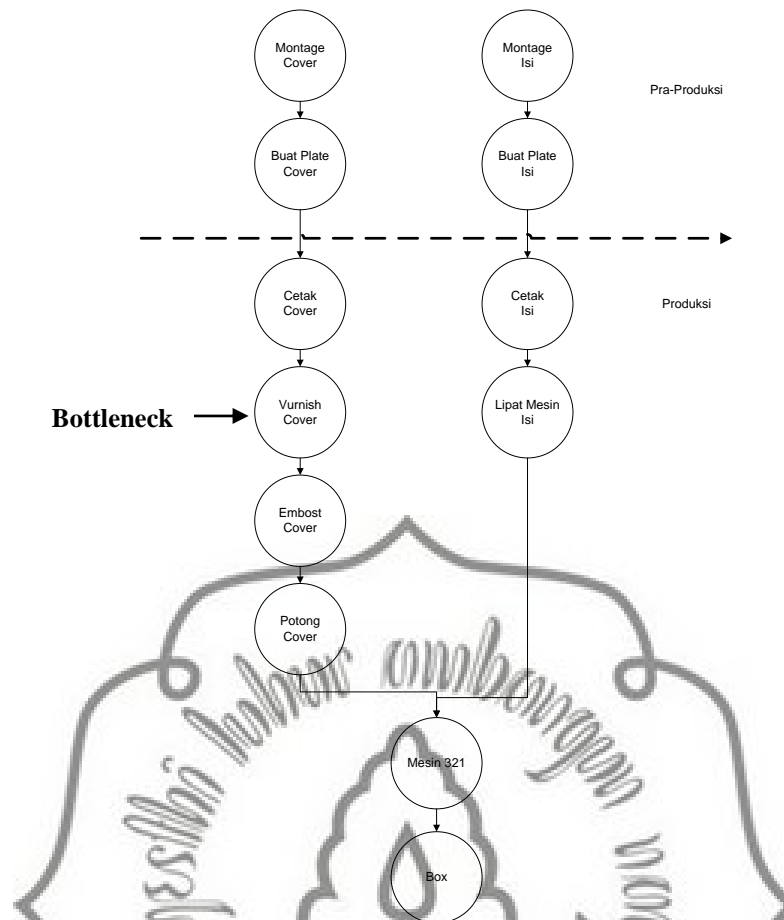 Montage
Cover
Montage
Isi
Pra-Produksi
Buat Plate
Cover
Buat Plate
Isi
Cetak
Cover
Cetak
Isi
Produksi
Bottleneck
Vurnish
Cover
Lipat Mesin
Isi
Embost
Cover
Potong
Cover
Mesin 321
Box